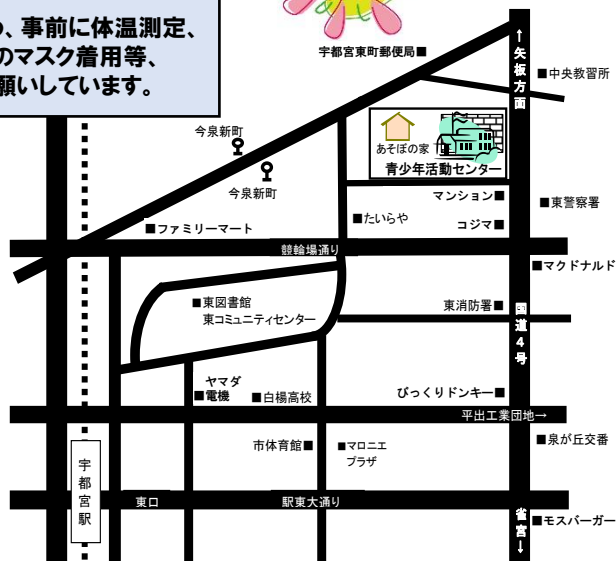 め、事前に体温測定、
のマスク着用等、
願いしています。
宇都宮東町郵便局■
↑矢板方面
■中央教習所
今泉新町
あそぼの家
青少年活動センター
今泉新町
マンション■
■東警察署
■ファミリーマート
■たいらや
コジマ■
競輪場通り
■マクドナルド
■東図書館
東コミュニティセンター
東消防署■
国道4号
ヤマダ
■電機
■白楊高校
びっくりドンキー■
平出工業団地→
市体育館■
■マロニエ
プラザ
■泉が丘交番
宇都宮駅
東口
駅東大通り
雀宮↓
■モスバーガー